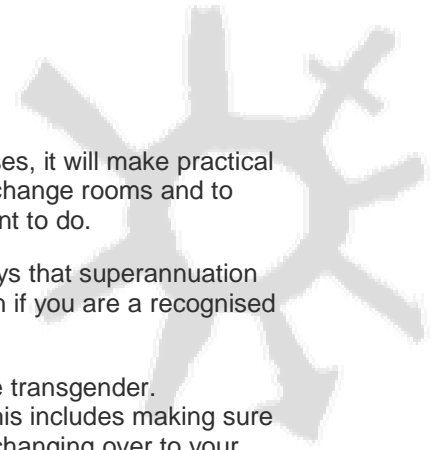 ses, it will make practical
change rooms and to
nt to do.
ys that superannuation
n if you are a recognised
e transgender.
his includes making sure
changing over to your